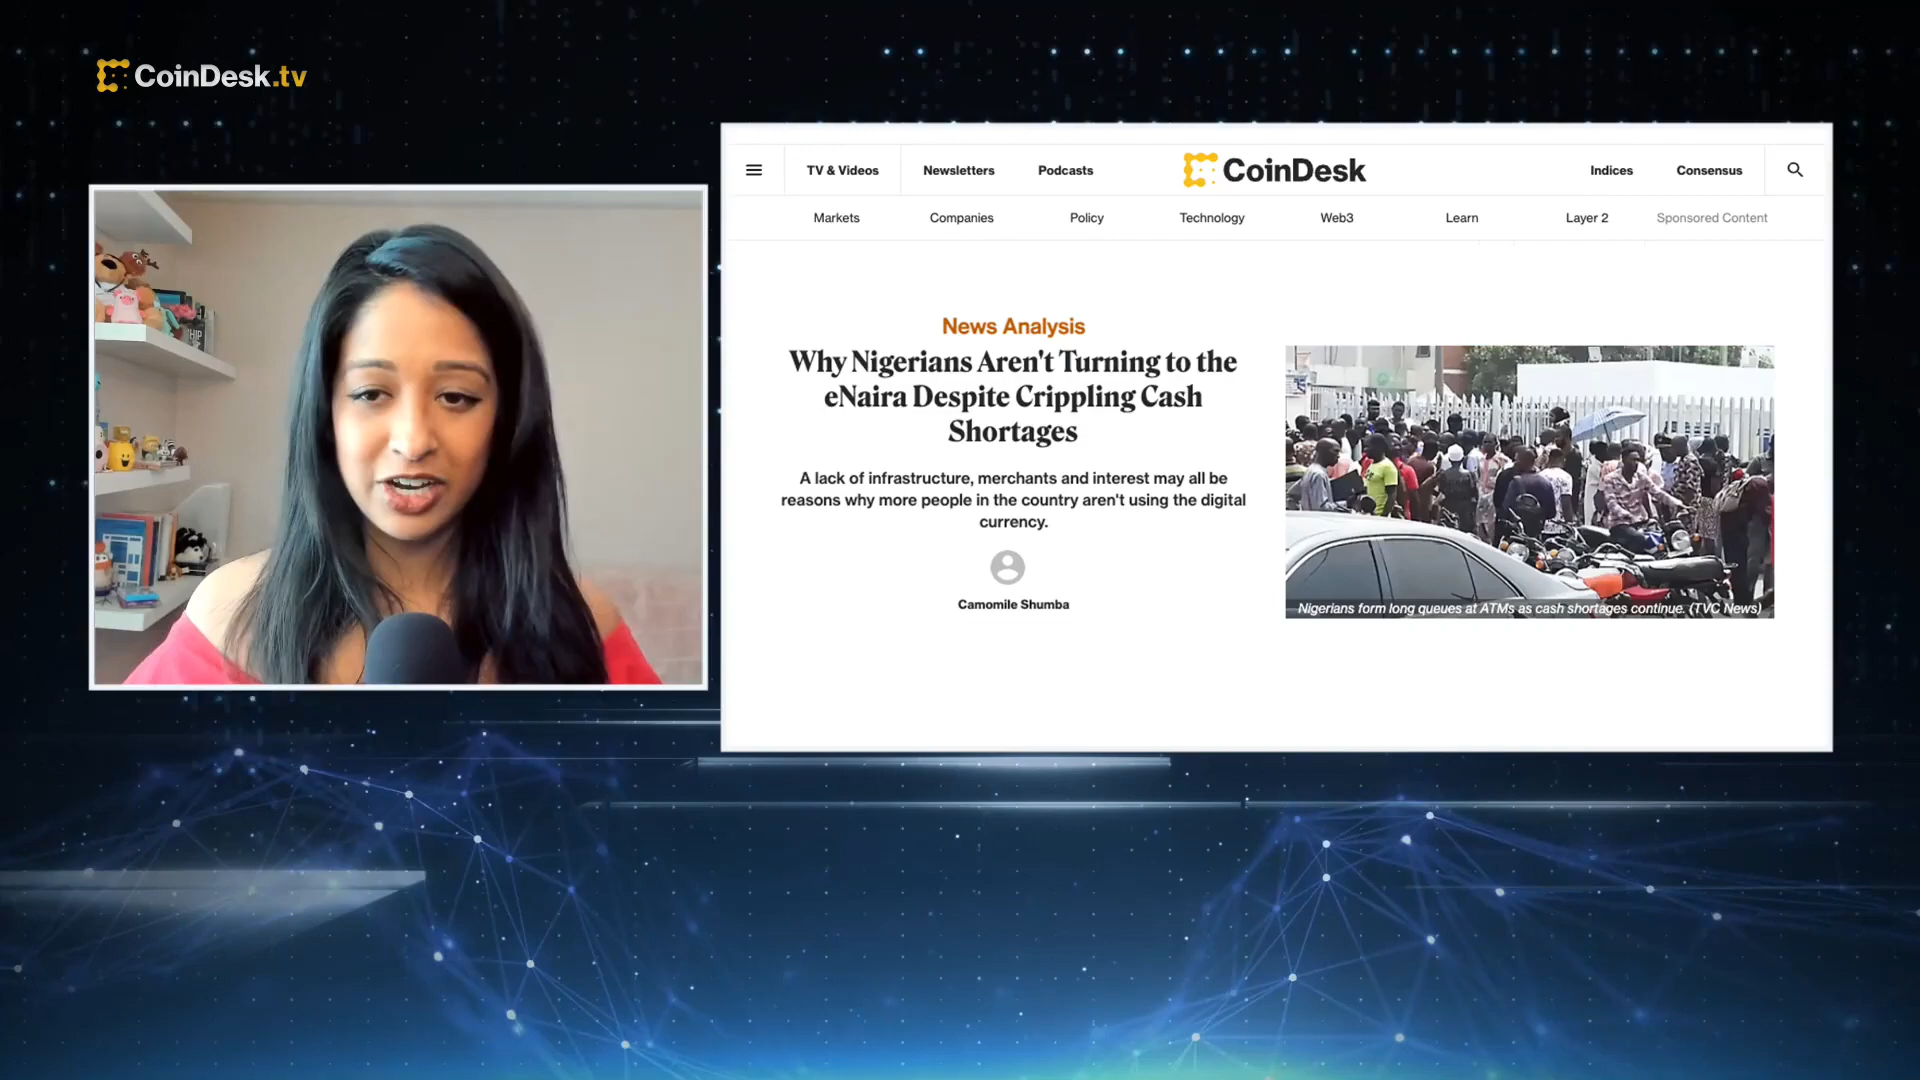 CoinDesk.tv
TV & Videos
Newsletters
Podcasts
CoinDesk
Indices
Consensus
Markets
Companies
Policy
Technology
Web3
Learn
Layer 2
Sponsored Content
News Analysis
Why Nigerians Aren't Turning to the
eNaira Despite Crippling Cash
Shortages
A lack of infrastructure, merchants and interest may all be
reasons why more people in the country aren't using the digital
currency.
Camomile Shumba
Nigerians form long queues at ATMs as cash shortages continue. (TVC News)